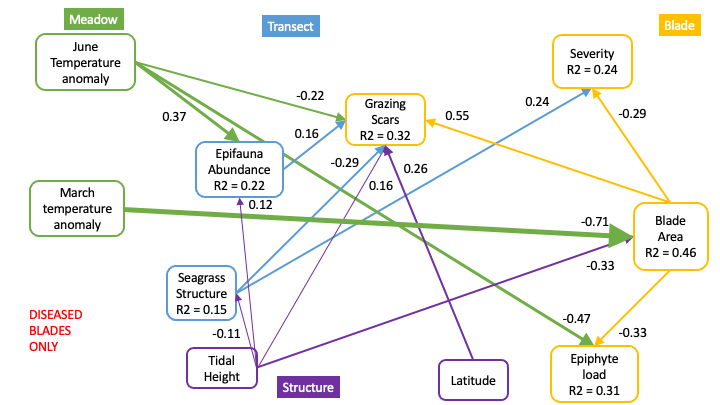 Meadow
Transect
Blade
June
Temperature
anomaly
Severity
R2 = 0.24
-0.22
Grazing
Scars
R2 = 0.32
0.24
-0.29
0.37
0.55
0.16
Epifauna
Abundance
R2 = 0.22
-0.29
0.26
0.16
0.12
March
temperature
anomaly
-0.71
Blade
Area
R2 = 0.46
-0.33
Seagrass
Structure
R2 = 0.15
DISEASED
BLADES
ONLY
-0.11
-0.47
-0.33
Tidal
Height
Structure
Latitude
Epiphyte
load
R2 = 0.31